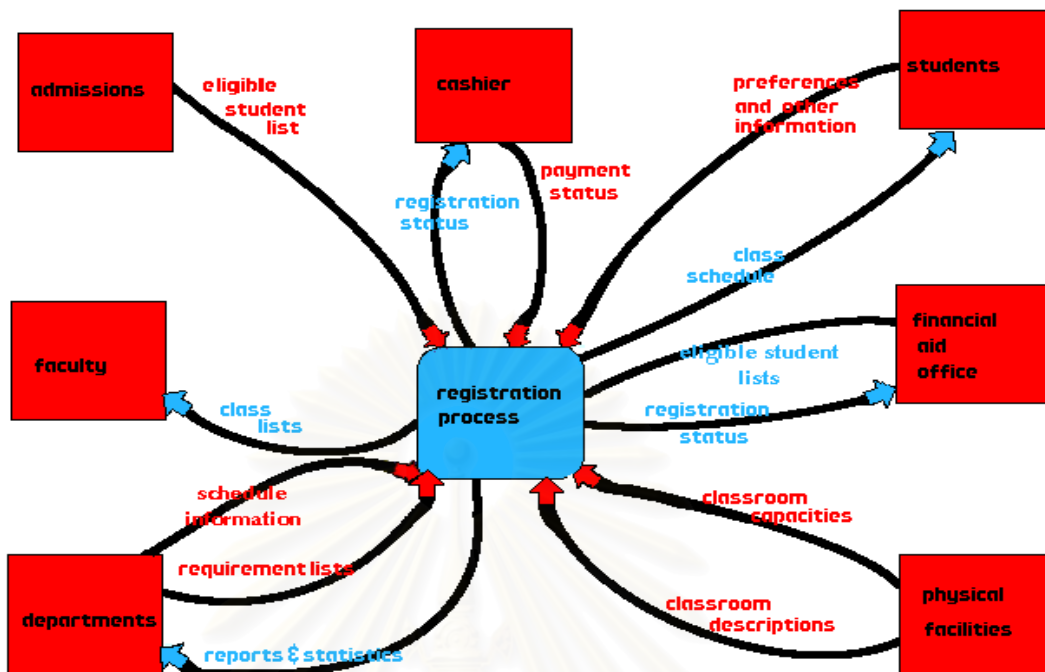 admissions
eligible
student
list
cashier
preferences
and other
information
students
payment
status
registration
status
class
schedule
faculty
class
lists
registration
process
eligible student
lists
financial
aid
office
registration
status
schedule
information
requirement lists
departments
reports & statistics
classroom
capacities
classroom
descriptions
physical
facilities